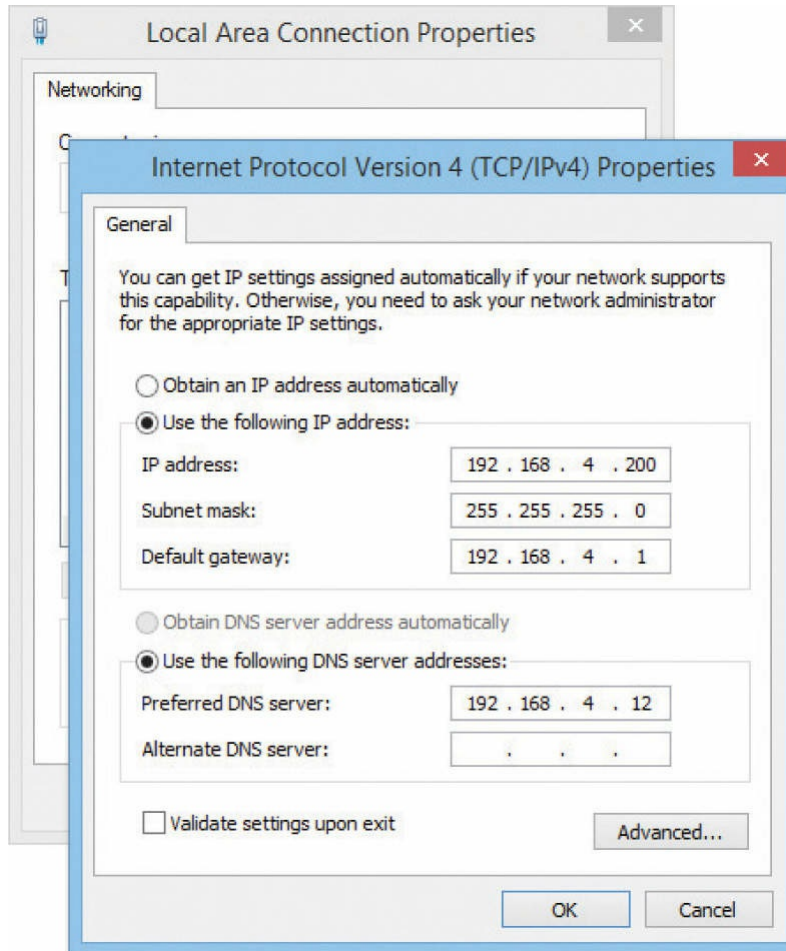 Local Area Connection Properties
Networking
Internet Protocol Version 4 (TCP/IPv4) Properties
General
You can get IP settings assigned automatically if your network supports
this capability. Otherwise, you need to ask your network administrator
for the appropriate IP settings.
Obtain an IP address automatically
Use the following IP address:
IP address: 192 . 168 . 4 . 200
Subnet mask: 255 . 255 . 255 . 0
Default gateway: 192 . 168 . 4 . 1
Obtain DNS server address automatically
Use the following DNS server addresses:
Preferred DNS server: 192 . 168 . 4 . 12
Alternate DNS server: . . .
Validate settings upon exit
Advanced...
OK Cancel